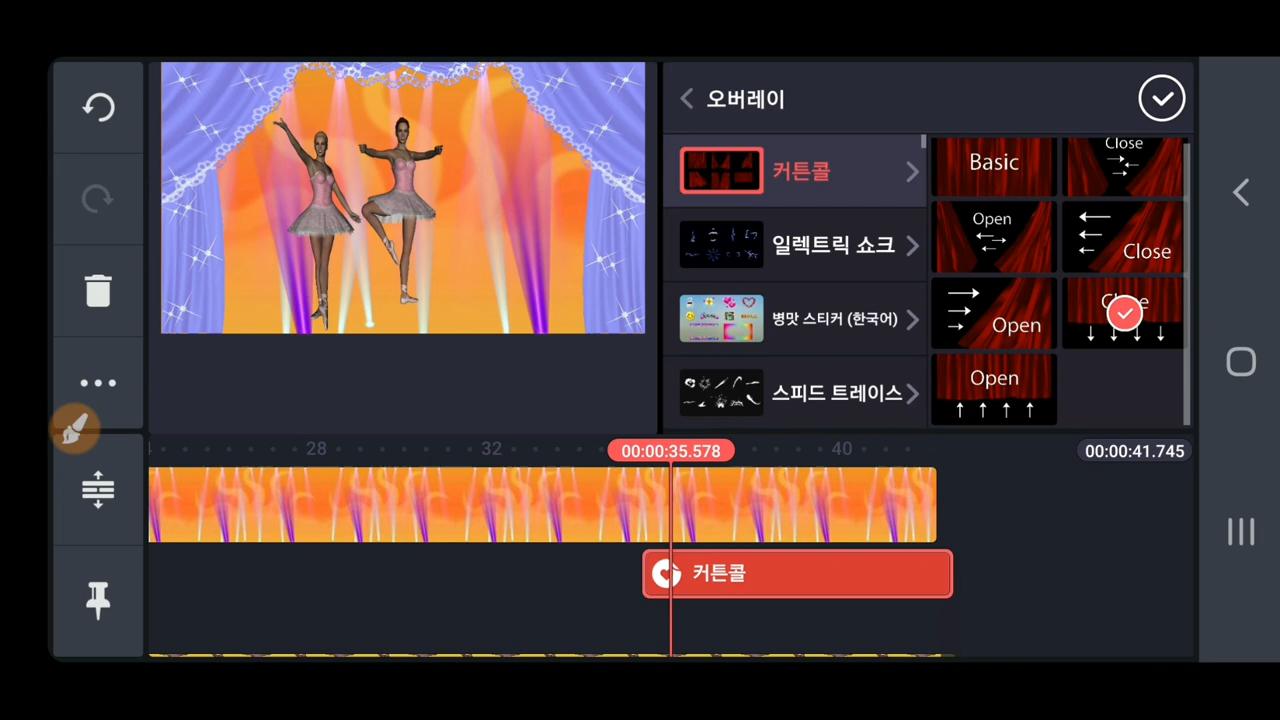 오버레이
커튼콜
일렉트릭 쇼크
병맛 스티커 (한국어)
스피드 트레이스
Basic
Close
Open
Close
Open
Open
28
32
00:00:35.578
40
00:00:41.745
커튼콜